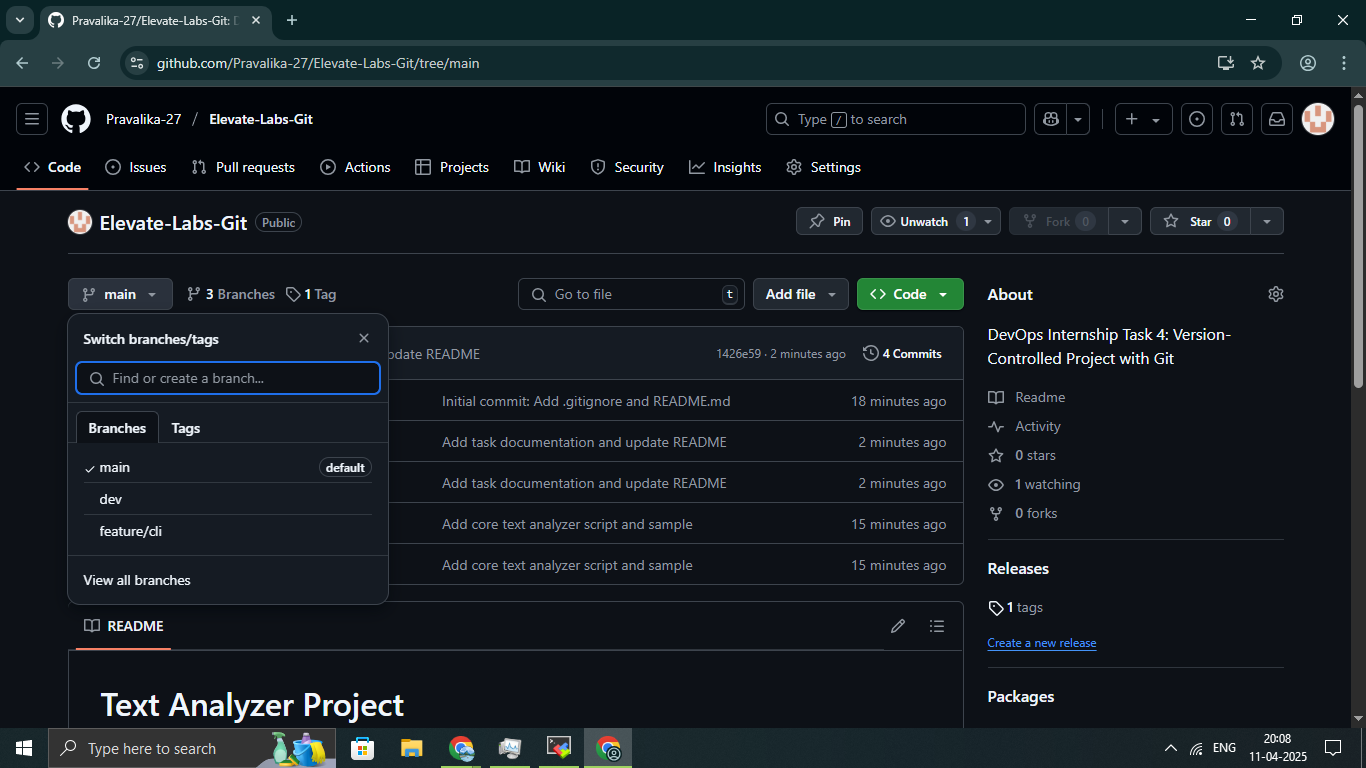 Pravalika-27/Elevate-Labs-Git: D
github.com/Pravalika-27/Elevate-Labs-Git/tree/main
Pravalika-27 / Elevate-Labs-Git
Type / to search
Code Issues Pull requests Actions Projects Wiki Security Insights Settings
Elevate-Labs-Git Public
Pin Unwatch 1 Fork 0 Star 0
main 3 Branches 1 Tag
Go to file t Add file Code
Switch branches/tags
Find or create a branch...
Branches Tags
main default
dev
feature/cli
View all branches
update README 1426e59 · 2 minutes ago 4 Commits
Initial commit: Add .gitignore and README.md 18 minutes ago
Add task documentation and update README 2 minutes ago
Add task documentation and update README 2 minutes ago
Add core text analyzer script and sample 15 minutes ago
Add core text analyzer script and sample 15 minutes ago
README
Text Analyzer Project
About
DevOps Internship Task 4: Version-
Controlled Project with Git
Readme
Activity
0 stars
1 watching
0 forks
Releases
1 tags
Create a new release
Packages
Type here to search
ENG
20:08
11-04-2025